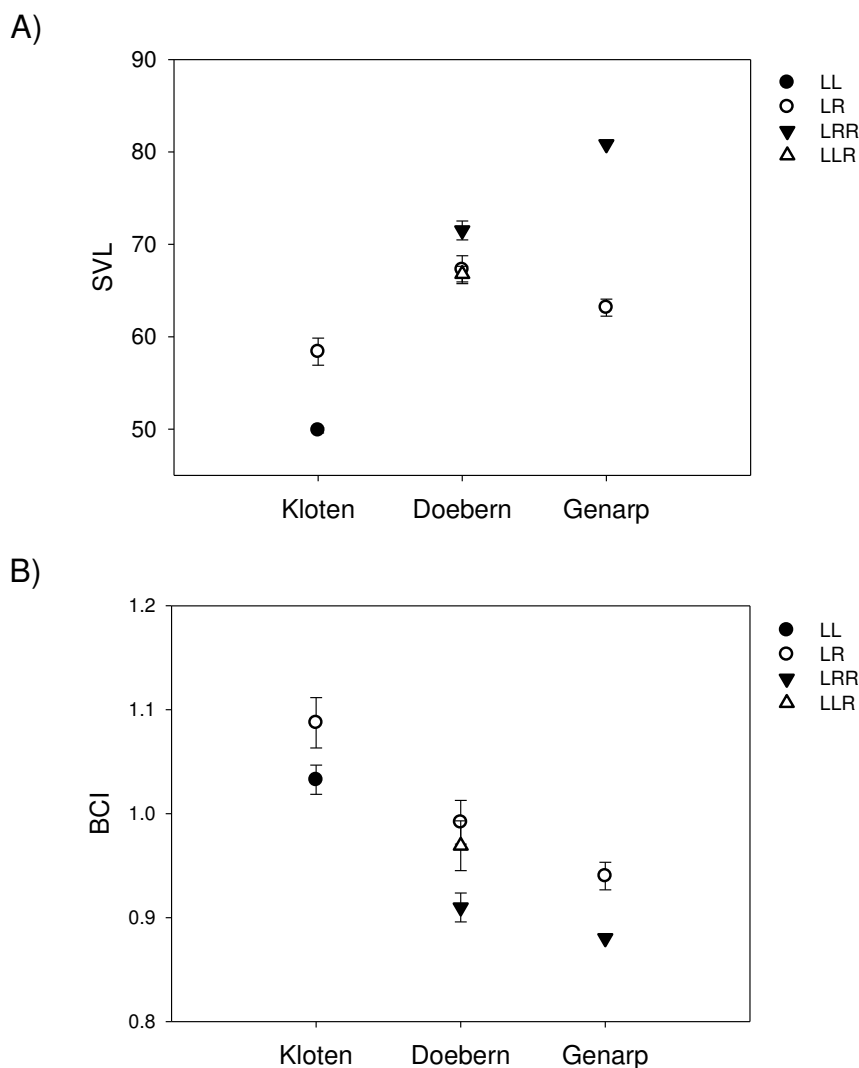 A)
90
80
70
60
50
SVL
Kloten Doebern Genarp
LL
LR
LRR
LLR
B)
1.2
1.1
1.0
0.9
0.8
BCI
Kloten Doebern Genarp
LL
LR
LRR
LLR